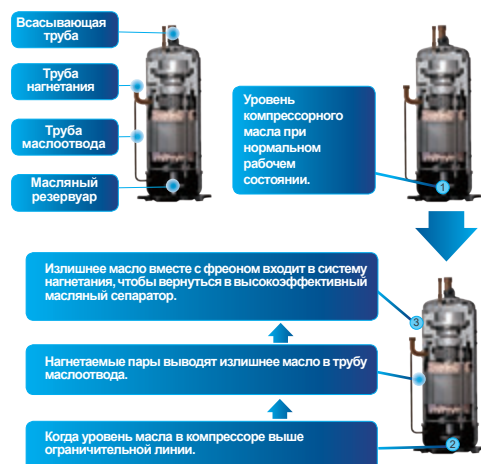 Всасывающая
труба
Труба
нагнетания
Труба
маслоотвода
Масляный
резервуар
Уровень
компрессорного
масла при
нормальном
рабочем
состоянии.
1
Излишнее масло вместе с фреоном входит в систему
нагнетания, чтобы вернуться в высокоэффективный
масляный сепаратор.
3
Нагнетаемые пары выводят излишнее масло в трубу
маслоотвода.
Когда уровень масла в компрессоре выше
ограничительной линии.
2